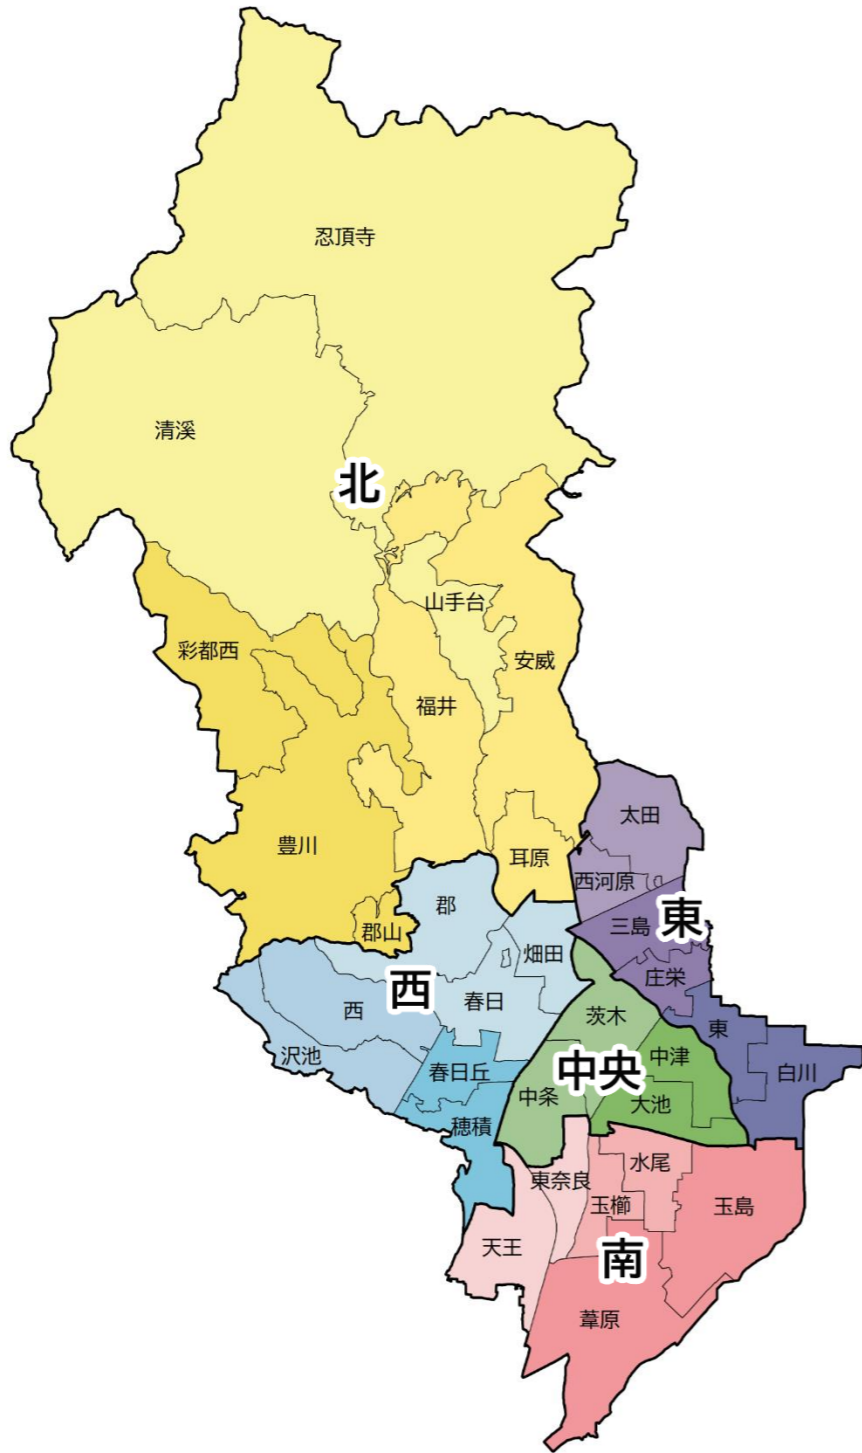 忍頂寺
清溪
北
山手台
彩都西
安威
福井
太田
豊川
耳原
西河原
郡
三島
東
郡山
畑田
庄栄
西
春日
西
茨木
東
沢池
中津
春日丘
中央
白川
中条
大池
穂積
水尾
東奈良
玉櫛
玉島
天王
南
葦原